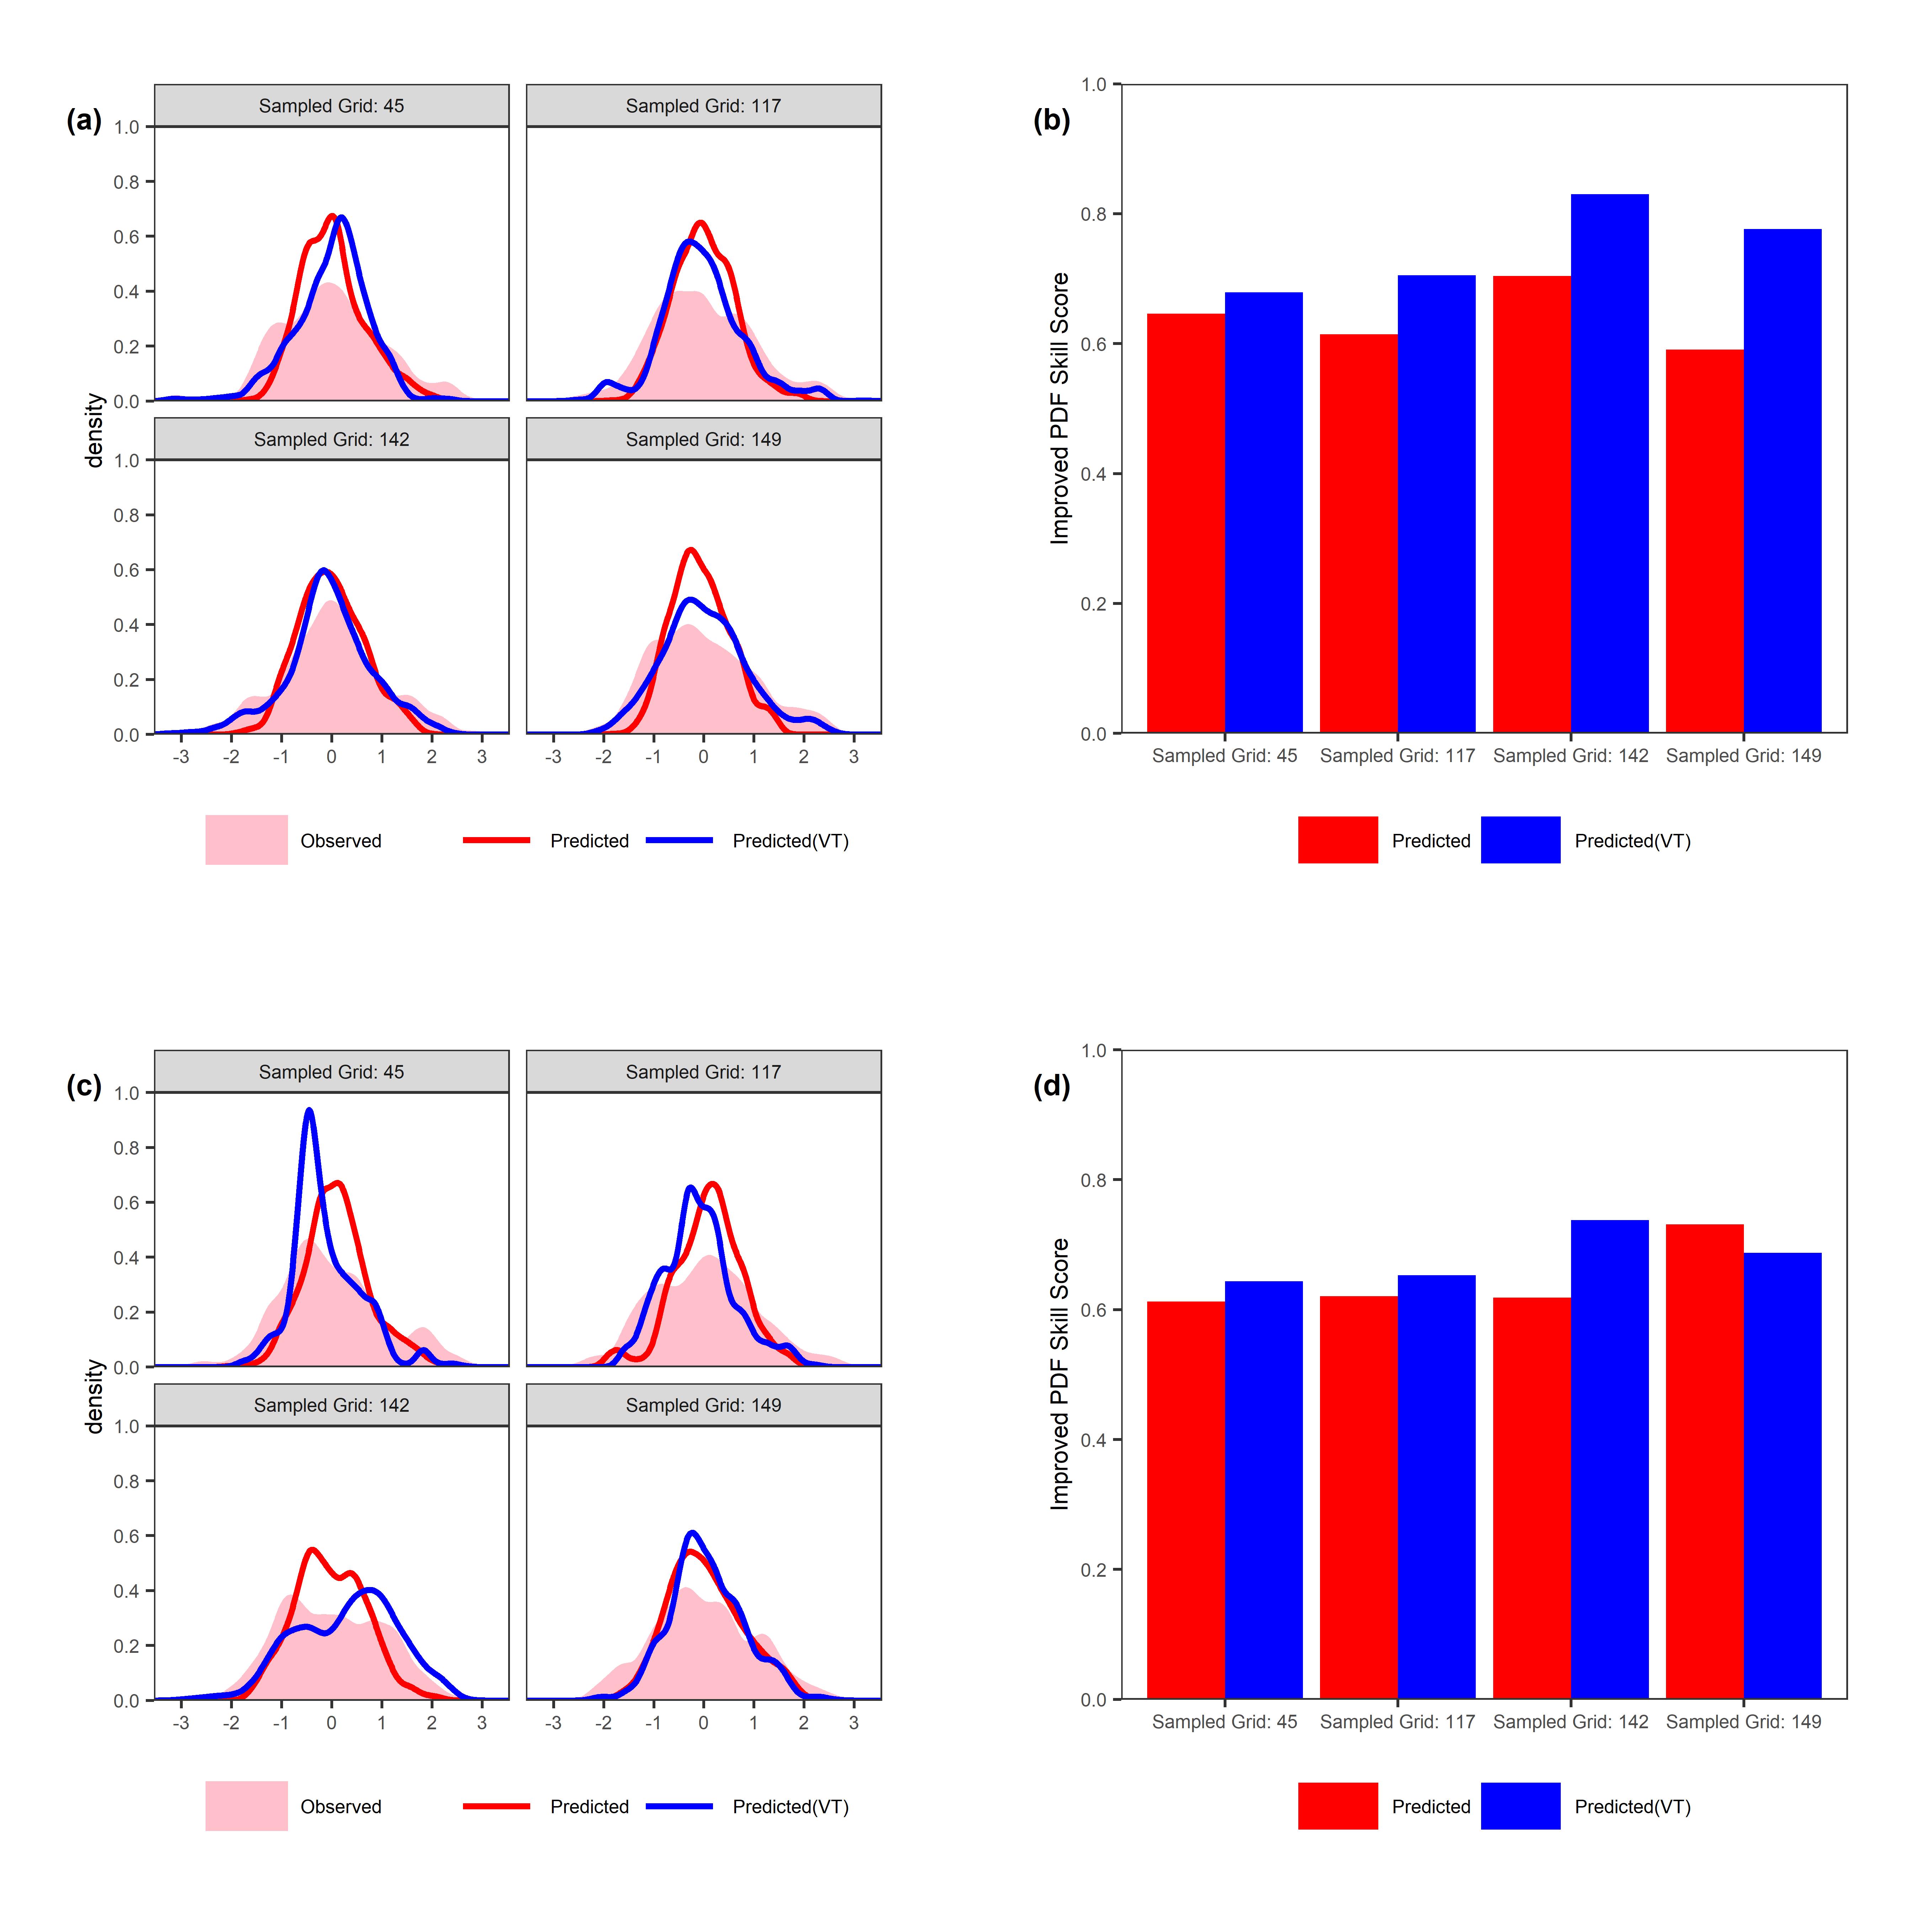 (a)
Sampled Grid: 45
Sampled Grid: 117
1.0
0.8
0.6
0.4
0.2
0.0
density
Sampled Grid: 142
Sampled Grid: 149
1.0
0.8
0.6
0.4
0.2
0.0
-3 -2 -1 0 1 2 3
-3 -2 -1 0 1 2 3
Observed Predicted Predicted(VT)
(b)
Improved PDF Skill Score
1.0
0.8
0.6
0.4
0.2
0.0
Sampled Grid: 45 Sampled Grid: 117 Sampled Grid: 142 Sampled Grid: 149
Predicted Predicted(VT)
(c)
Sampled Grid: 45
Sampled Grid: 117
1.0
0.8
0.6
0.4
0.2
0.0
density
Sampled Grid: 142
Sampled Grid: 149
1.0
0.8
0.6
0.4
0.2
0.0
-3 -2 -1 0 1 2 3
-3 -2 -1 0 1 2 3
Observed Predicted Predicted(VT)
(d)
Improved PDF Skill Score
1.0
0.8
0.6
0.4
0.2
0.0
Sampled Grid: 45 Sampled Grid: 117 Sampled Grid: 142 Sampled Grid: 149
Predicted Predicted(VT)